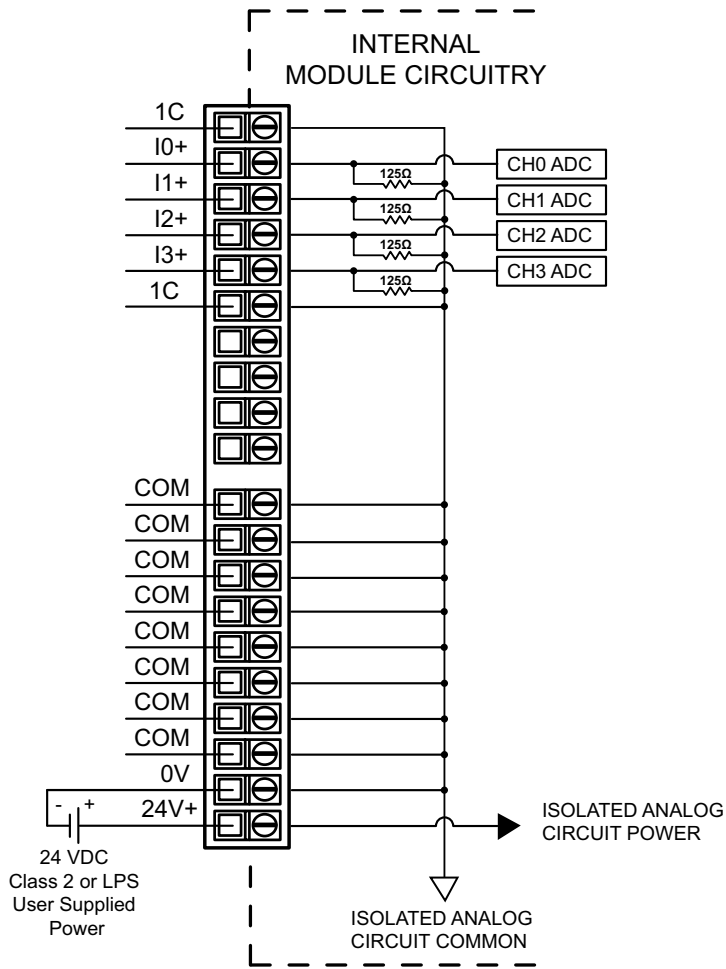 INTERNAL
MODULE CIRCUITRY
1C
I0+
CH0 ADC
125Ω
I1+
CH1 ADC
125Ω
I2+
CH2 ADC
125Ω
I3+
CH3 ADC
125Ω
1C
COM
COM
COM
COM
COM
COM
COM
COM
0V
- +
24V+
ISOLATED ANALOG
CIRCUIT POWER
24 VDC
Class 2 or LPS
User Supplied
Power
ISOLATED ANALOG
CIRCUIT COMMON